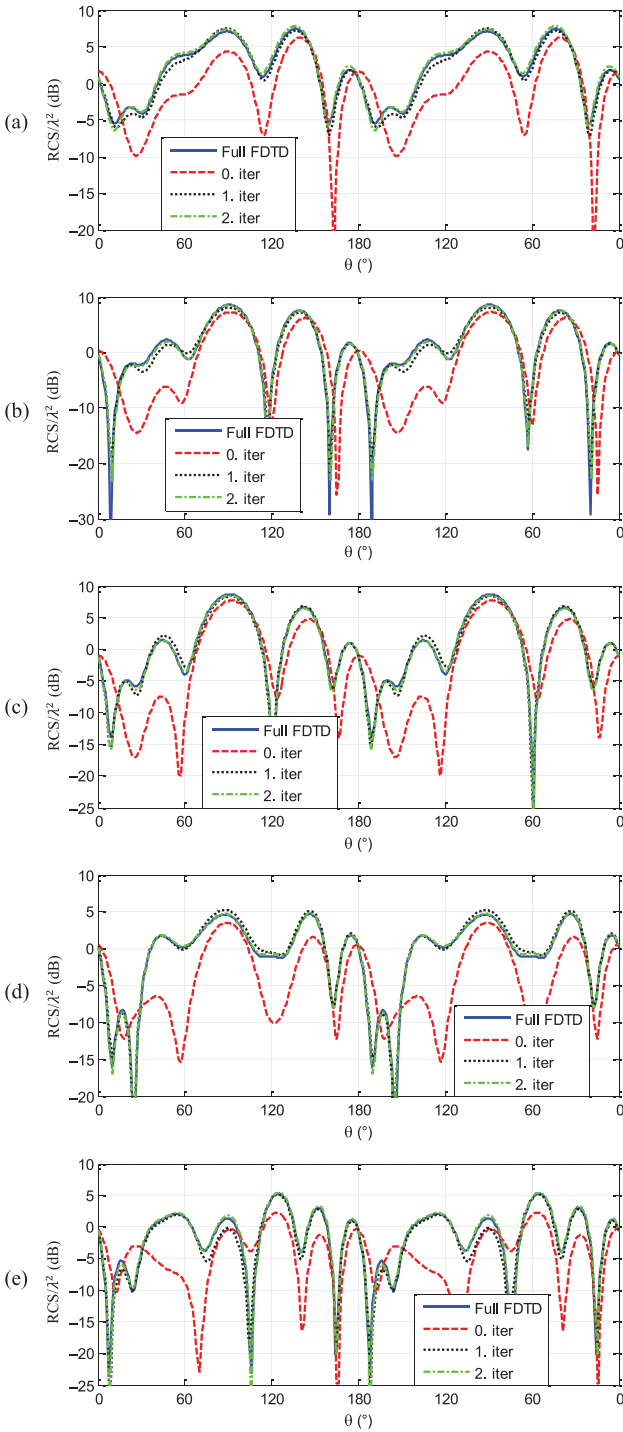 10
5
0
−5
−10
−15
−20
RCS/λ² (dB)
(a)
Full FDTD
0. iter
1. iter
2. iter
0 60 120 180 120 60 0
θ (°)
10
0
−10
−20
−30
RCS/λ² (dB)
(b)
Full FDTD
0. iter
1. iter
2. iter
0 60 120 180 120 60 0
θ (°)
10
5
0
−5
−10
−15
−20
−25
RCS/λ² (dB)
(c)
Full FDTD
0. iter
1. iter
2. iter
0 60 120 180 120 60 0
θ (°)
10
5
0
−5
−10
−15
−20
RCS/λ² (dB)
(d)
Full FDTD
0. iter
1. iter
2. iter
0 60 120 180 120 60 0
θ (°)
10
5
0
−5
−10
−15
−20
−25
RCS/λ² (dB)
(e)
Full FDTD
0. iter
1. iter
2. iter
0 60 120 180 120 60 0
θ (°)